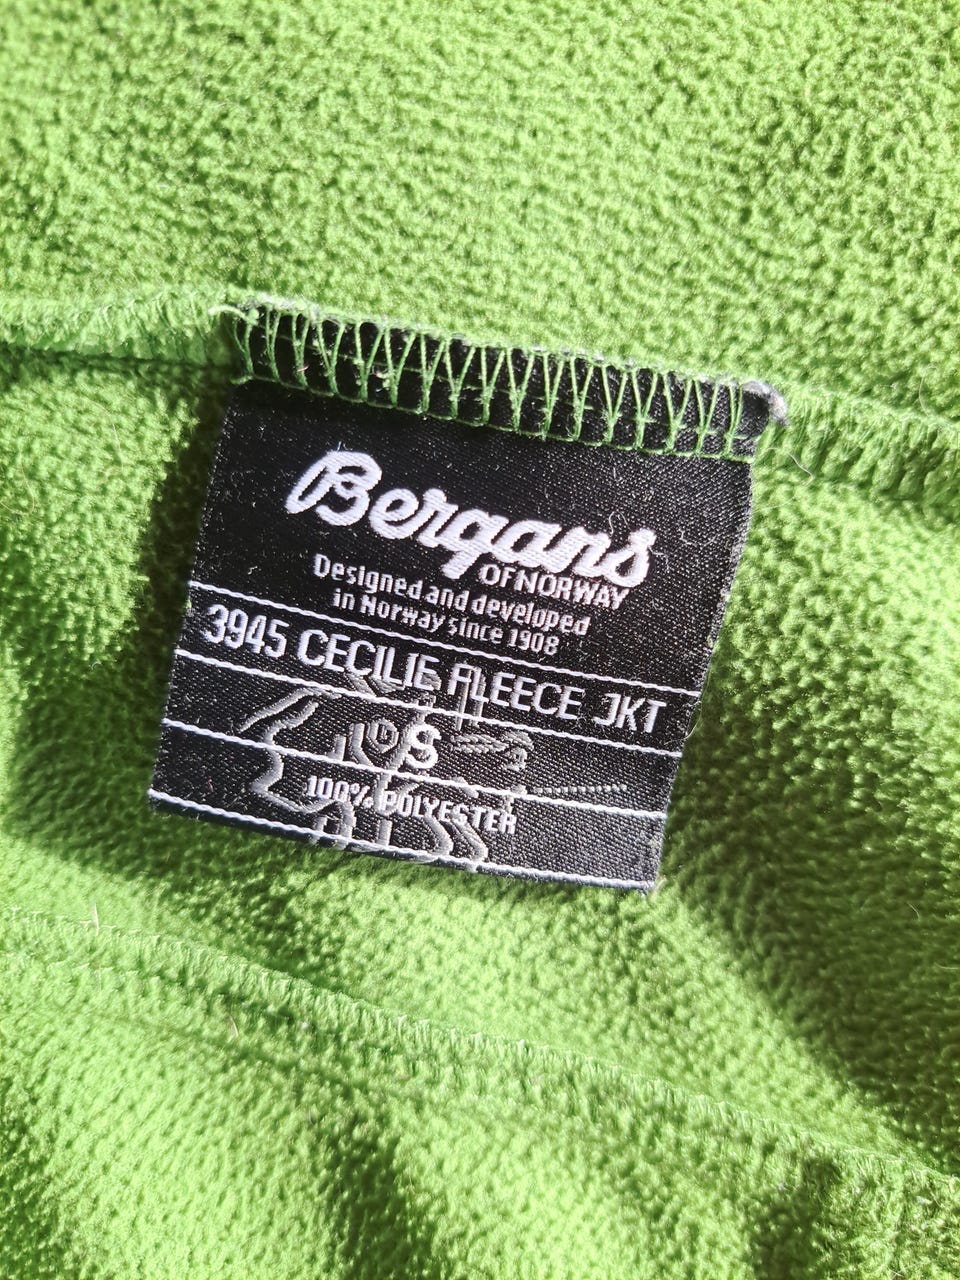 Bergans
OF NORWAY
Designed and developed
in Norway since 1908
3945 CECILIE FLEECE JKT
S
100% POLYESTER